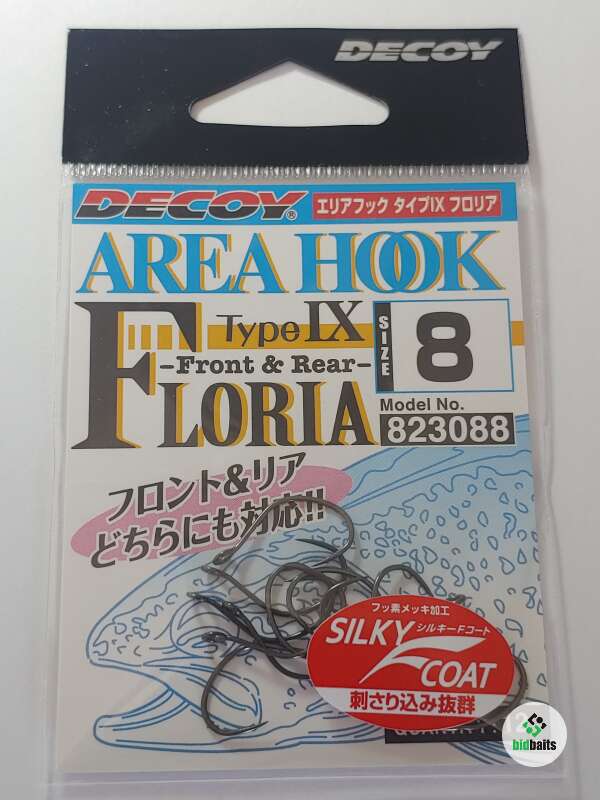 DECOY
DECOY®
エリアフック タイプIX フロリア
AREA HOOK
Type IX
SIZE 8
-Front & Rear-
FLORIA
Model No.
823088
フロント&リア
どちらにも対応!!
フッ素メッキ加工
SILKY シルキーFコート
F COAT
刺さり込み抜群
bidbaits